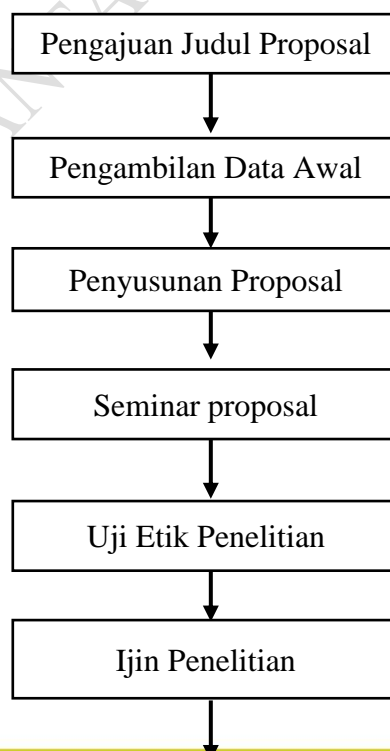 Pengajuan Judul Proposal
Pengambilan Data Awal
Penyusunan Proposal
Seminar proposal
Uji Etik Penelitian
Ijin Penelitian